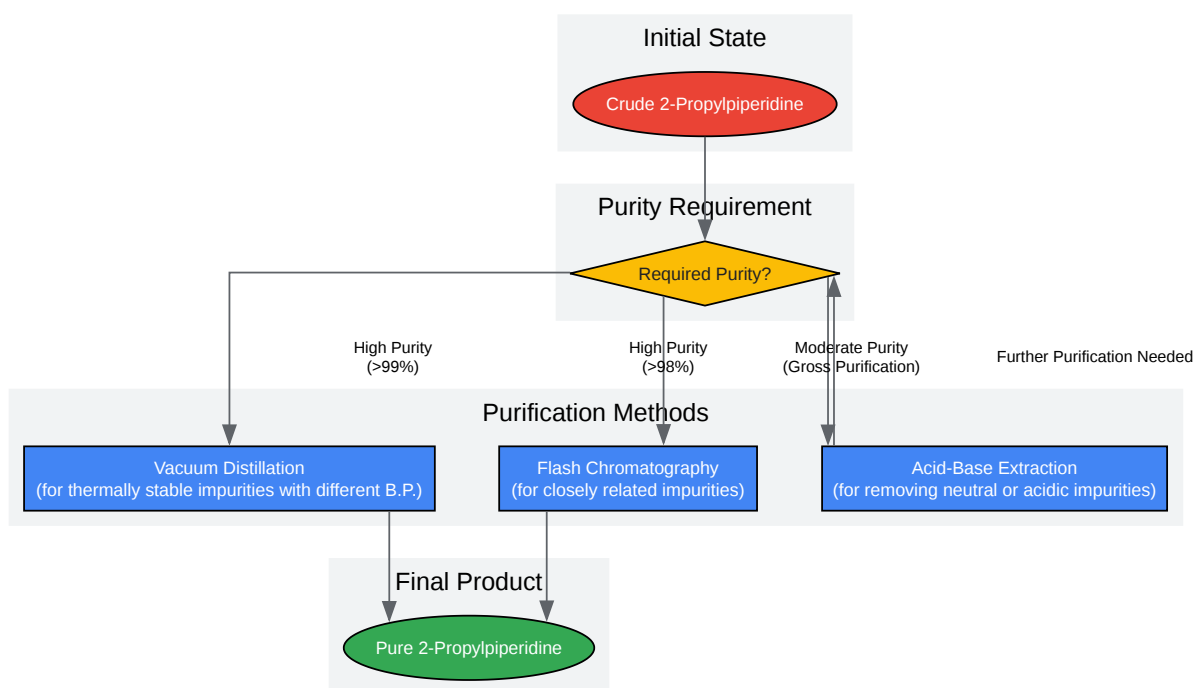 Initial State
Crude 2-Propylpiperidine
Purity Requirement
Required Purity?
High Purity
(>99%)
High Purity
(>98%)
Moderate Purity
(Gross Purification)
Further Purification Needed
Purification Methods
Vacuum Distillation
(for thermally stable impurities with different B.P.)
Flash Chromatography
(for closely related impurities)
Acid-Base Extraction
(for removing neutral or acidic impurities)
Final Product
Pure 2-Propylpiperidine